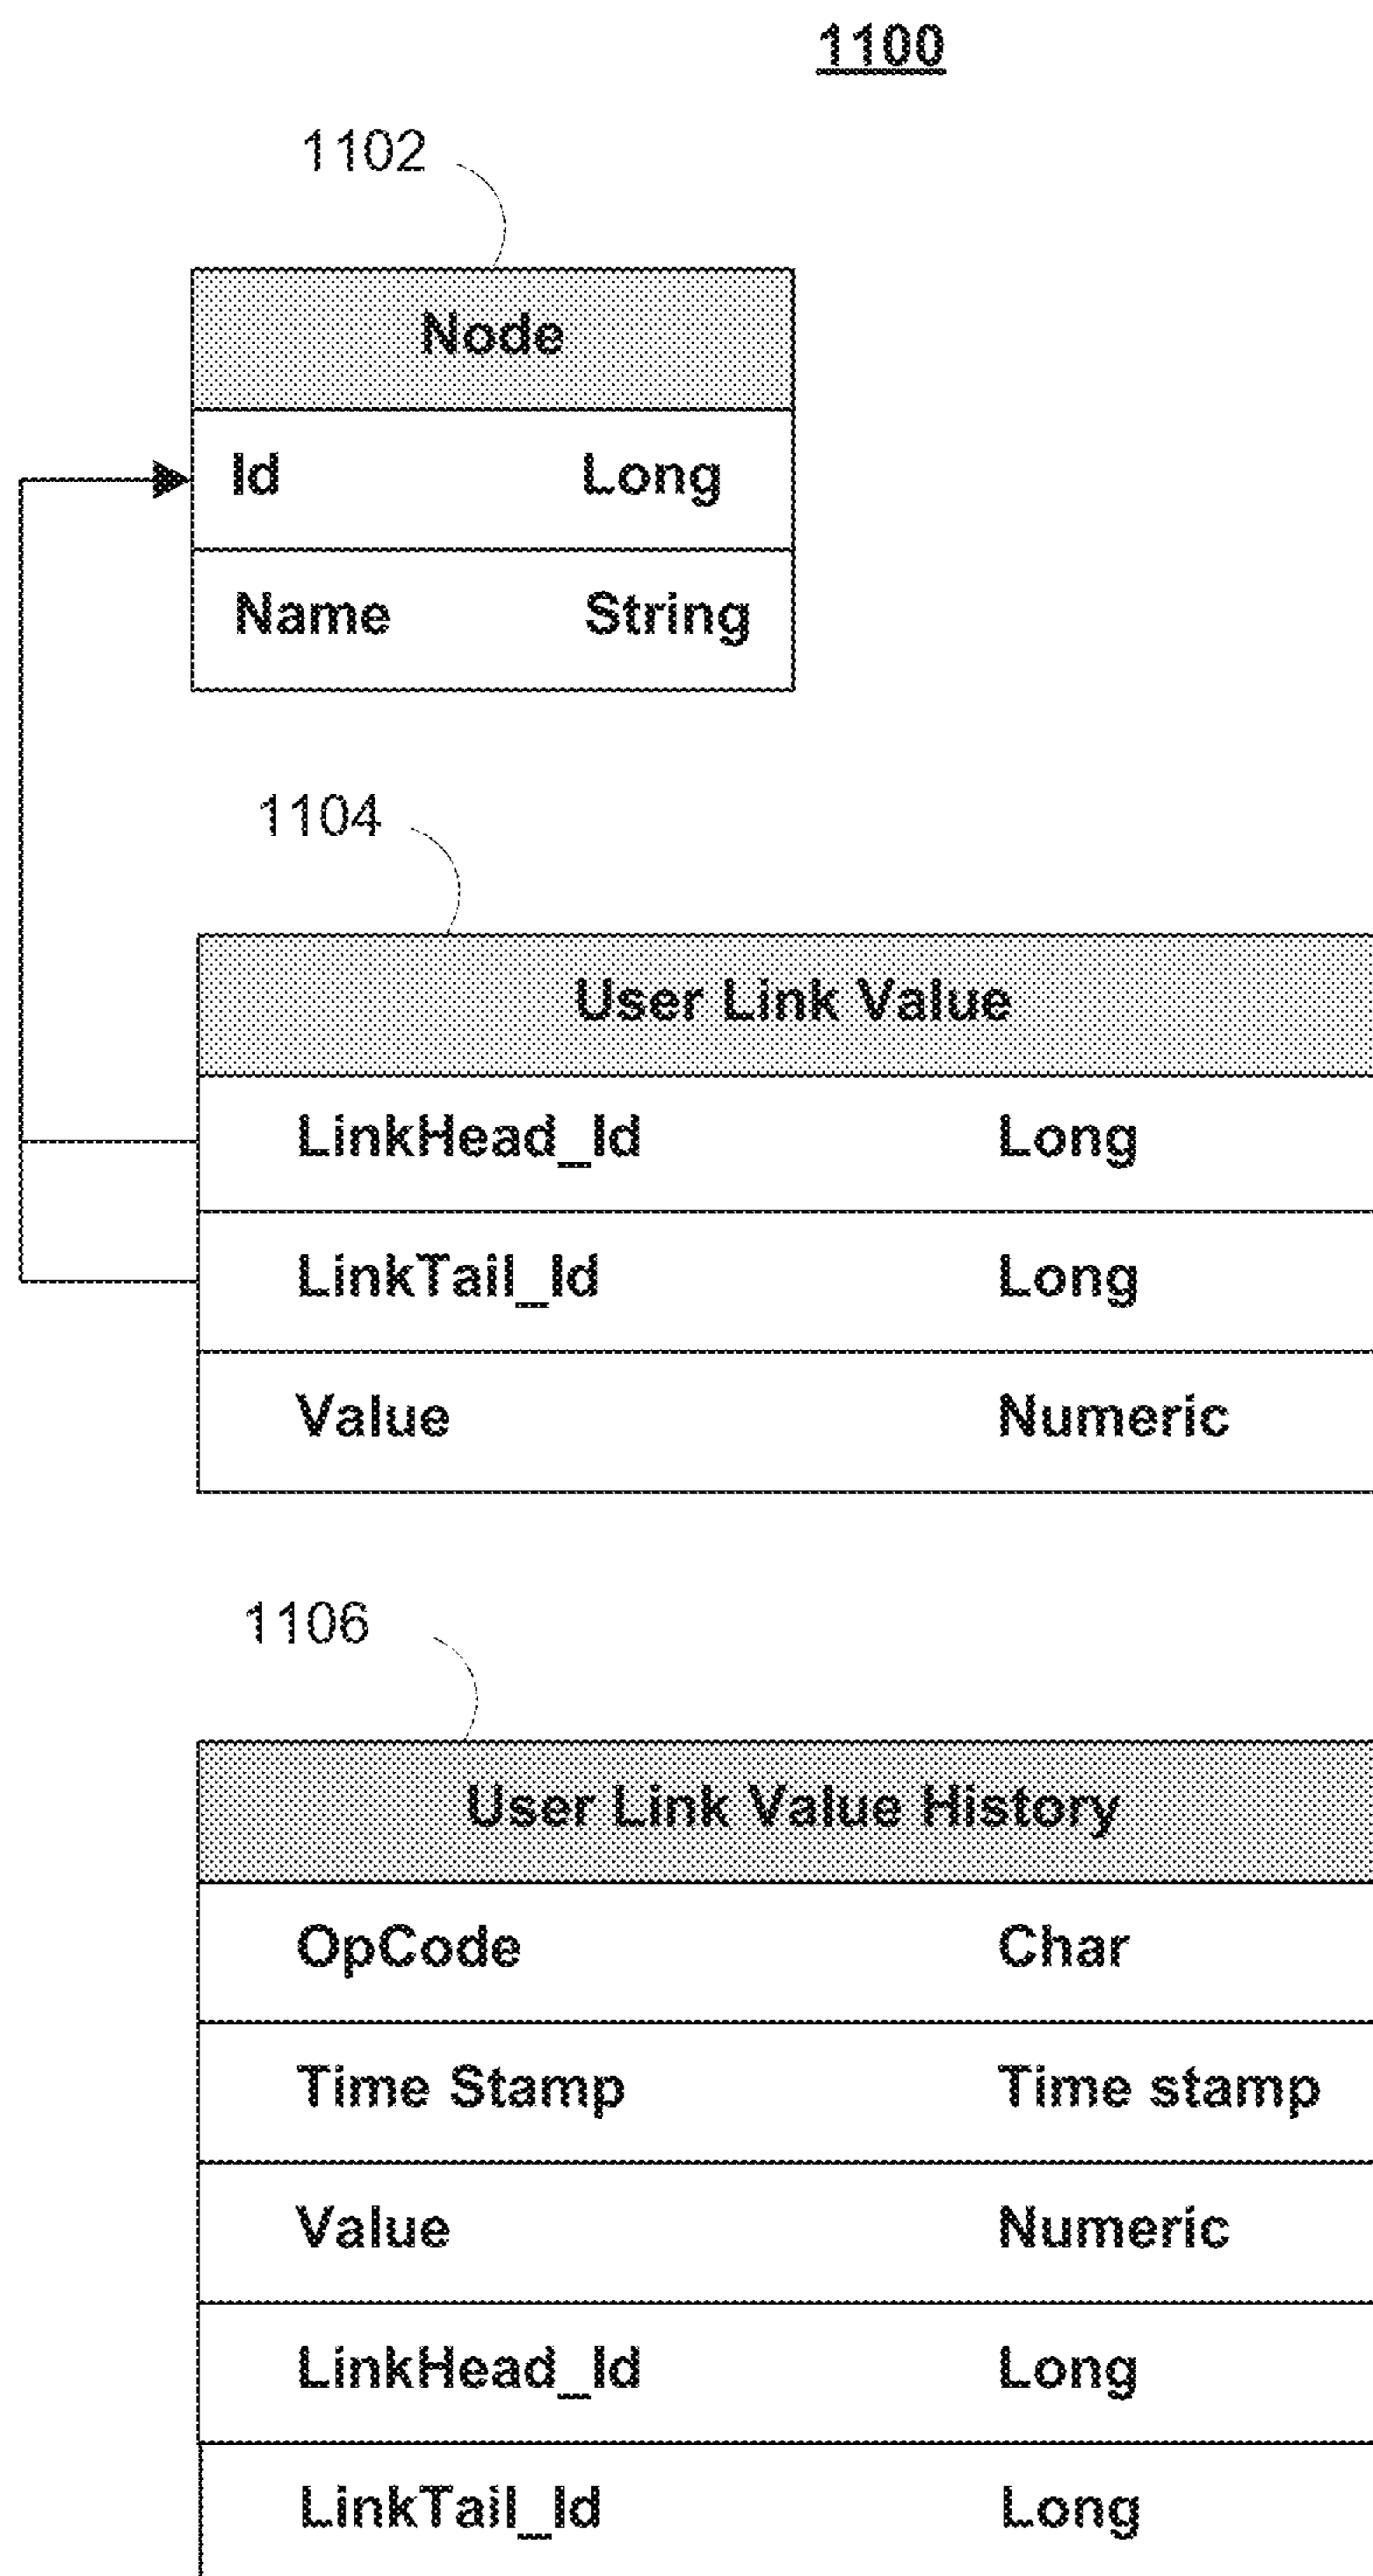 1100
1102
Node
Id Long
Name String
1104
User Link Value
LinkHead_Id Long
LinkTail_Id Long
Value Numeric
1106
User Link Value History
OpCode Char
Time Stamp Time stamp
Value Numeric
LinkHead_Id Long
LinkTail_Id Long